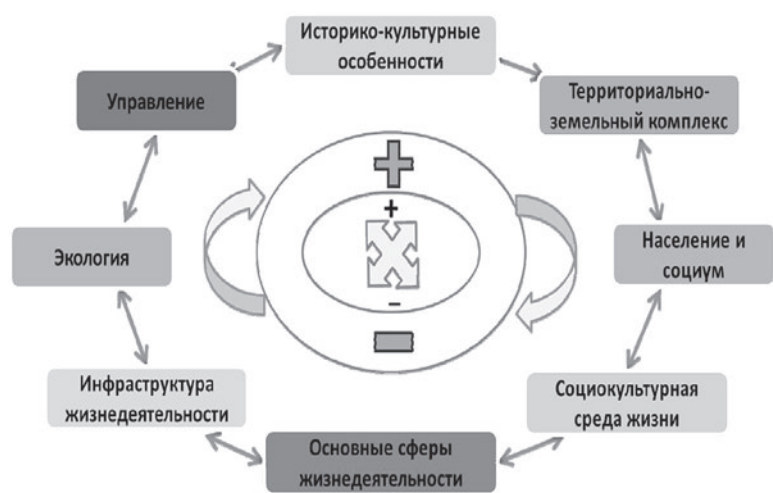 Историко-культурные
особенности
Управление
Территориально-
земельный комплекс
+
Экология
Население и
социум
–
Инфраструктура
жизнедеятельности
Социокультурная
среда жизни
Основные сферы
жизнедеятельности